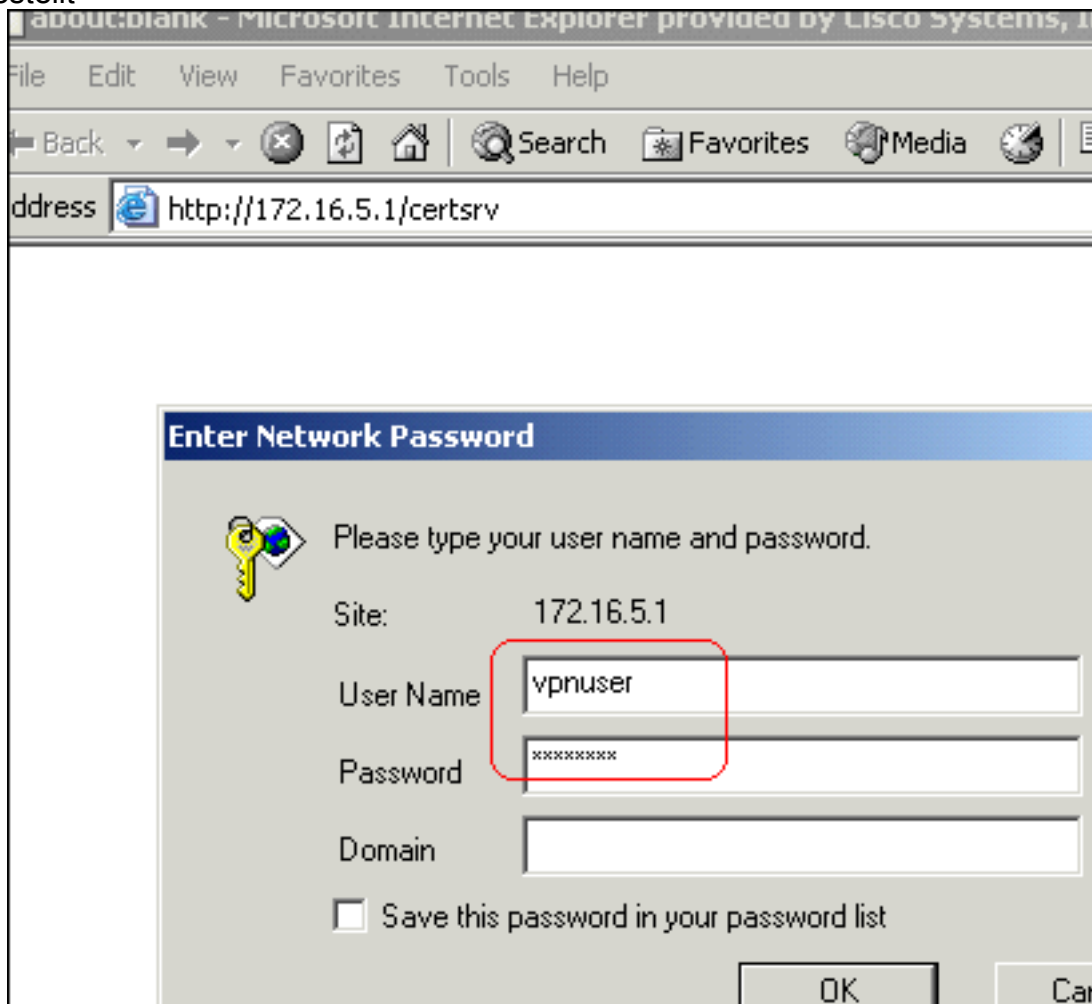 about:blank - Microsoft Internet Explorer provided by Cisco Systems, I
File Edit View Favorites Tools Help
Back Search Favorites Media
ddress http://172.16.5.1/certsrv
Enter Network Password
Please type your user name and password.
Site: 172.16.5.1
User Name vpnuser
Password ××××××××
Domain
Save this password in your password list
OK Can